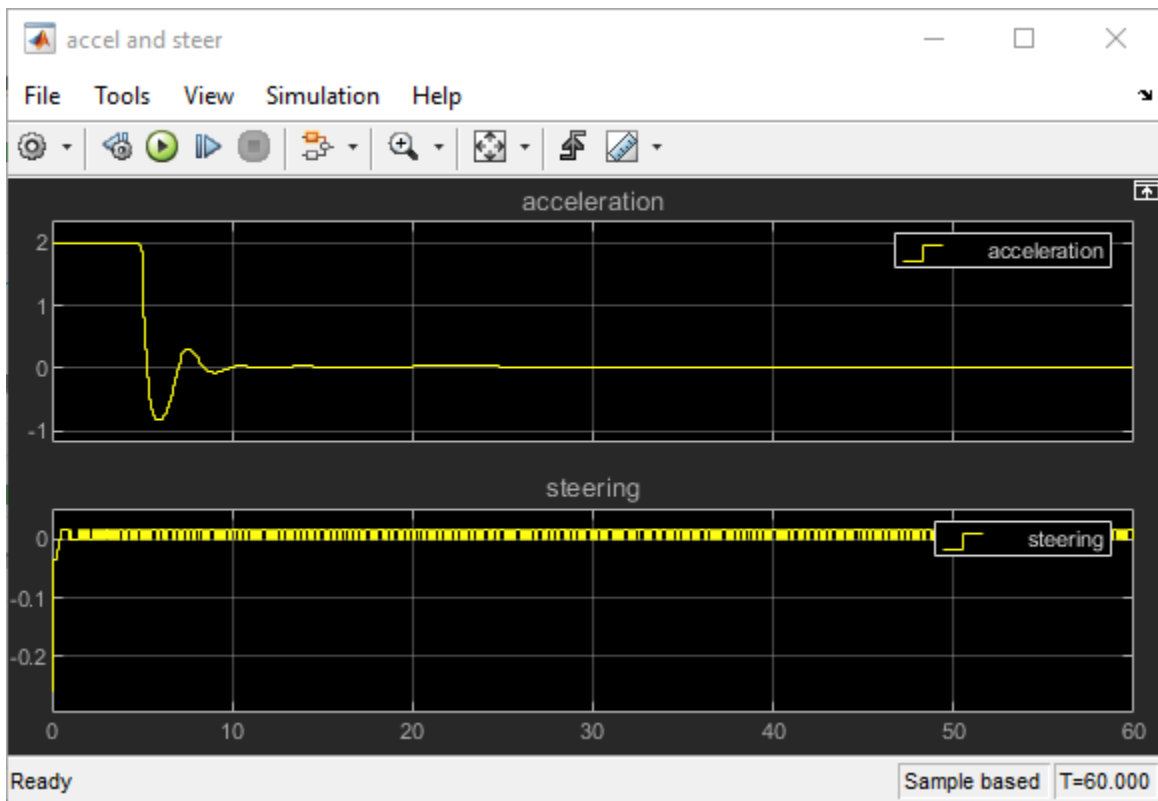 accel and steer
File Tools View Simulation Help
acceleration
acceleration
2
1
0
-1
steering
steering
0
-0.1
-0.2
0 10 20 30 40 50 60
Ready Sample based T=60.000